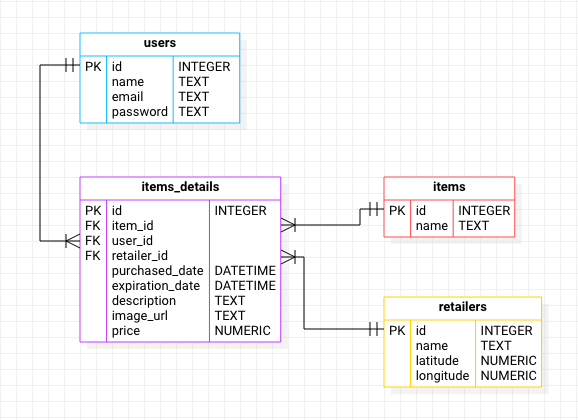 users
PK id INTEGER
name TEXT
email TEXT
password TEXT
items_details
PK id INTEGER
FK item_id
FK user_id
FK retailer_id
purchased_date DATETIME
expiration_date DATETIME
description TEXT
image_url TEXT
price NUMERIC
items
PK id INTEGER
name TEXT
retailers
PK id INTEGER
name TEXT
latitude NUMERIC
longitude NUMERIC